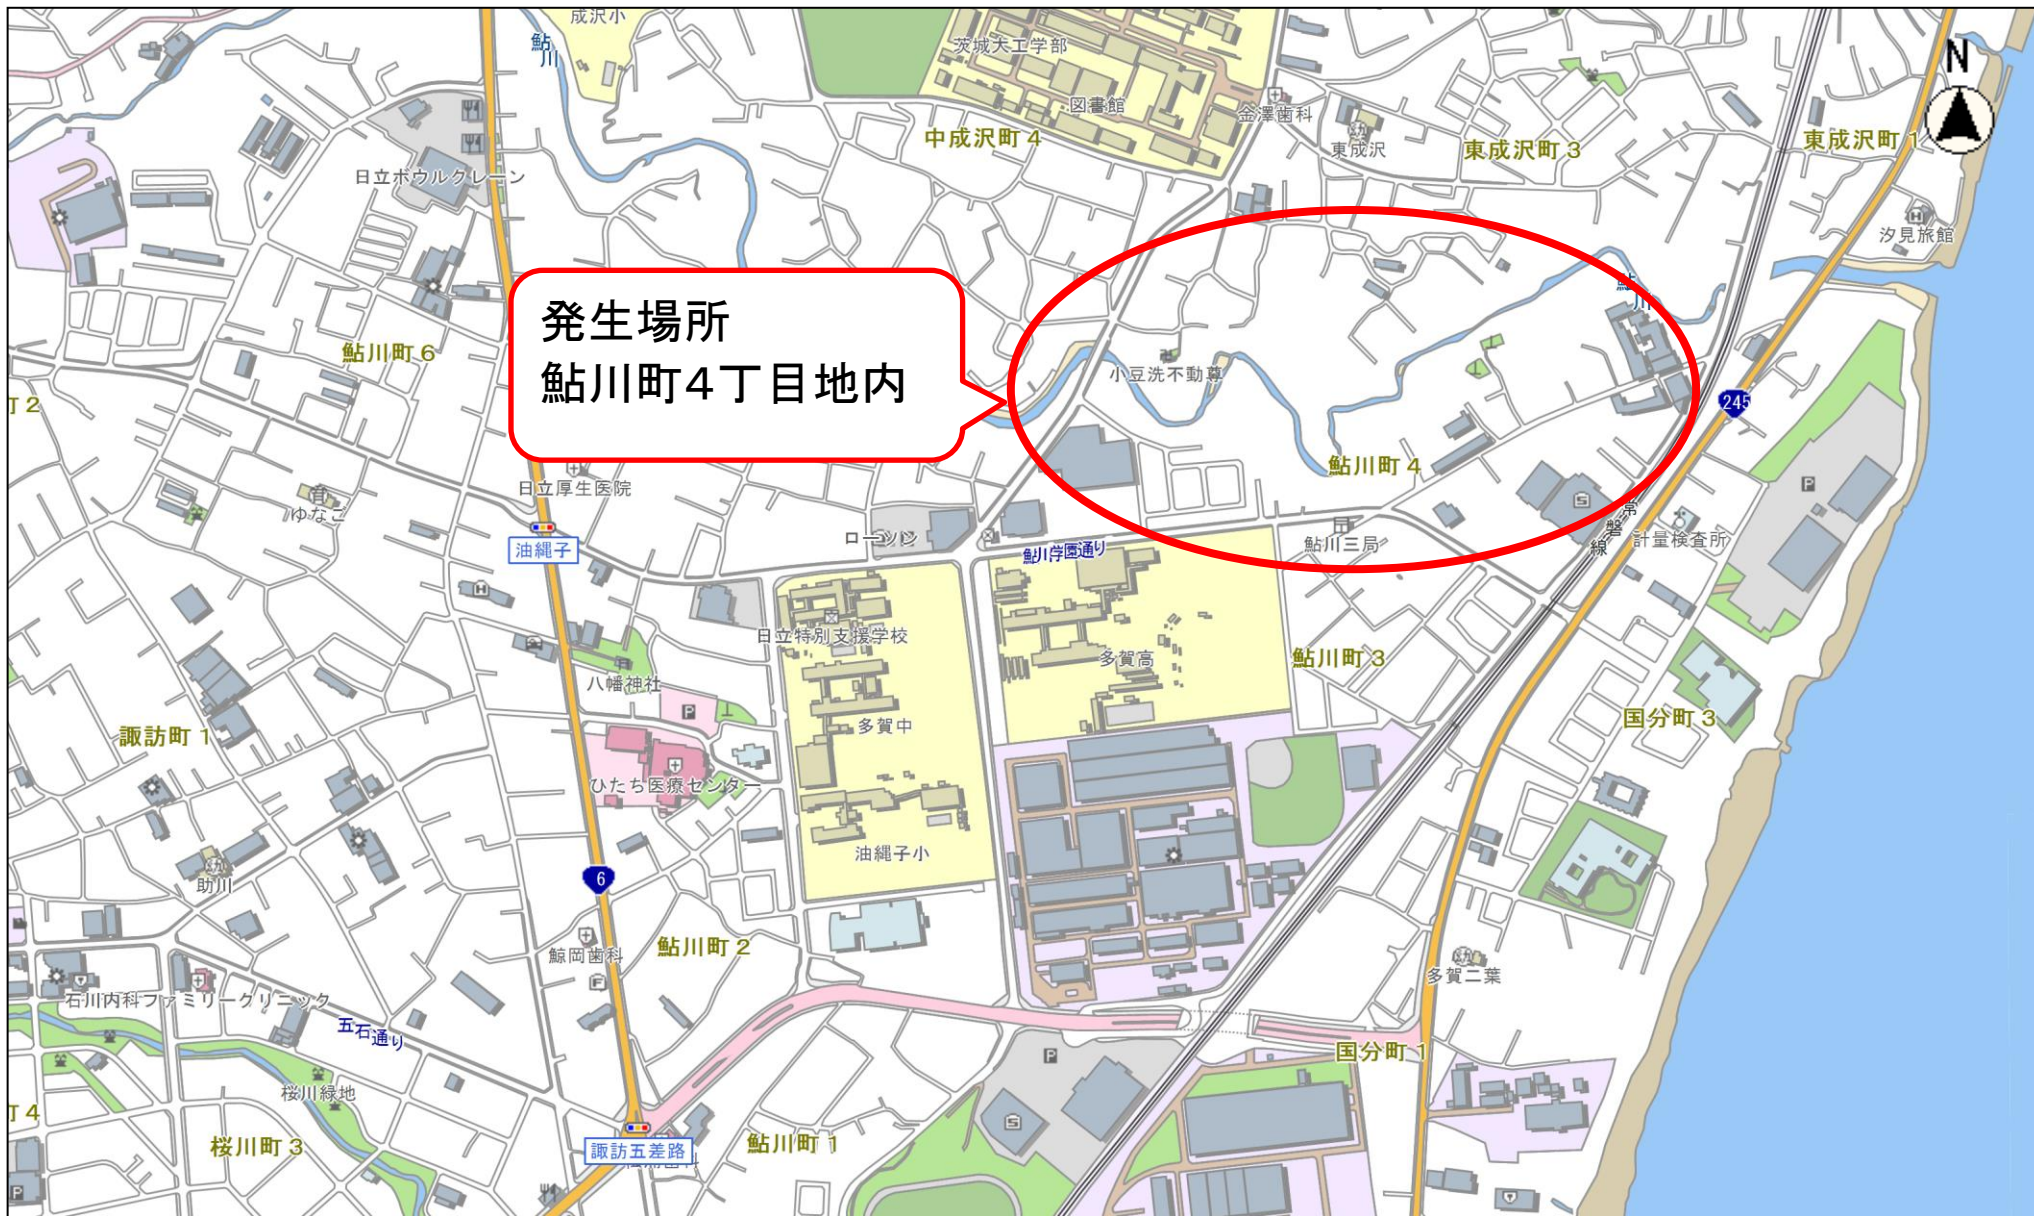 成沢小
鮎川
茨城大工学部
図書館
金澤歯科
中成沢町4
東成沢
東成沢町3
東成沢町1
N
汐見旅館
日立ボウルクレーン
鮎川町6
発生場所
鮎川町4丁目地内
小豆洗不動尊
鮎川
245
町2
鮎川町4
日立厚生医院
ゆなご
油縄子
ローソン
鮎川学園通り
鮎川三局
常磐線
計量検査所
日立特別支援学校
多賀高
鮎川町3
八幡神社
P
P
諏訪町1
多賀中
国分町3
ひたち医療センター
油縄子小
助川
6
鮎川町2
鯨岡歯科
多賀二葉
石川内科ファミリークリニック
五石通り
国分町1
P
桜川緑地
町4
桜川町3
諏訪五差路
鮎川町1
P